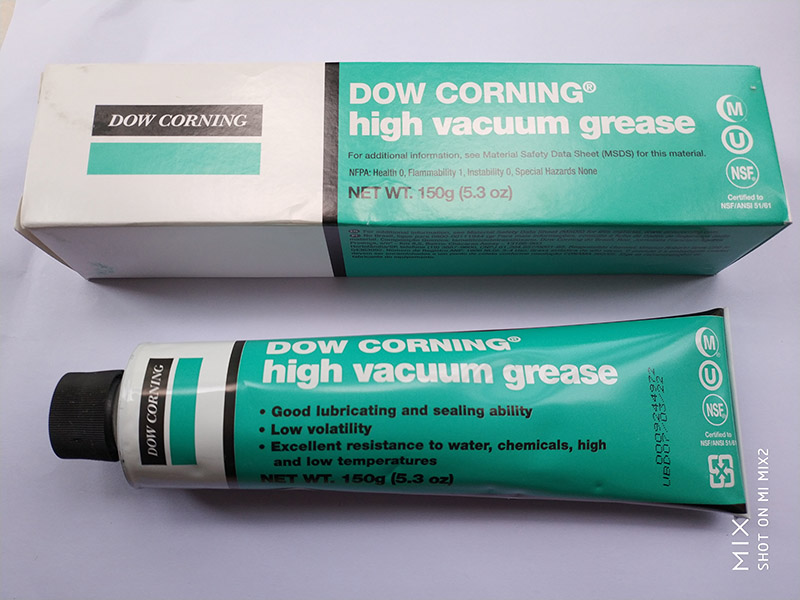 DOW CORNING
DOW CORNING®
high vacuum grease
For additional information, see Material Safety Data Sheet (MSDS) for this material.
NFPA: Health 0, Flammability 1, Instability 0, Special Hazards None
NET WT. 150g (5.3 oz)
M
U
NSF
Certified to
NSF/ANSI 51/61
DOW CORNING
DOW CORNING®
high vacuum grease
• Good lubricating and sealing ability
• Low volatility
• Excellent resistance to water, chemicals, high
and low temperatures
NET WT. 150g (5.3 oz)
0009244972
UBD07/03/22
M
U
NSF
Certified to
NSF/ANSI 51/61
MIX
SHOT ON MI MIX2